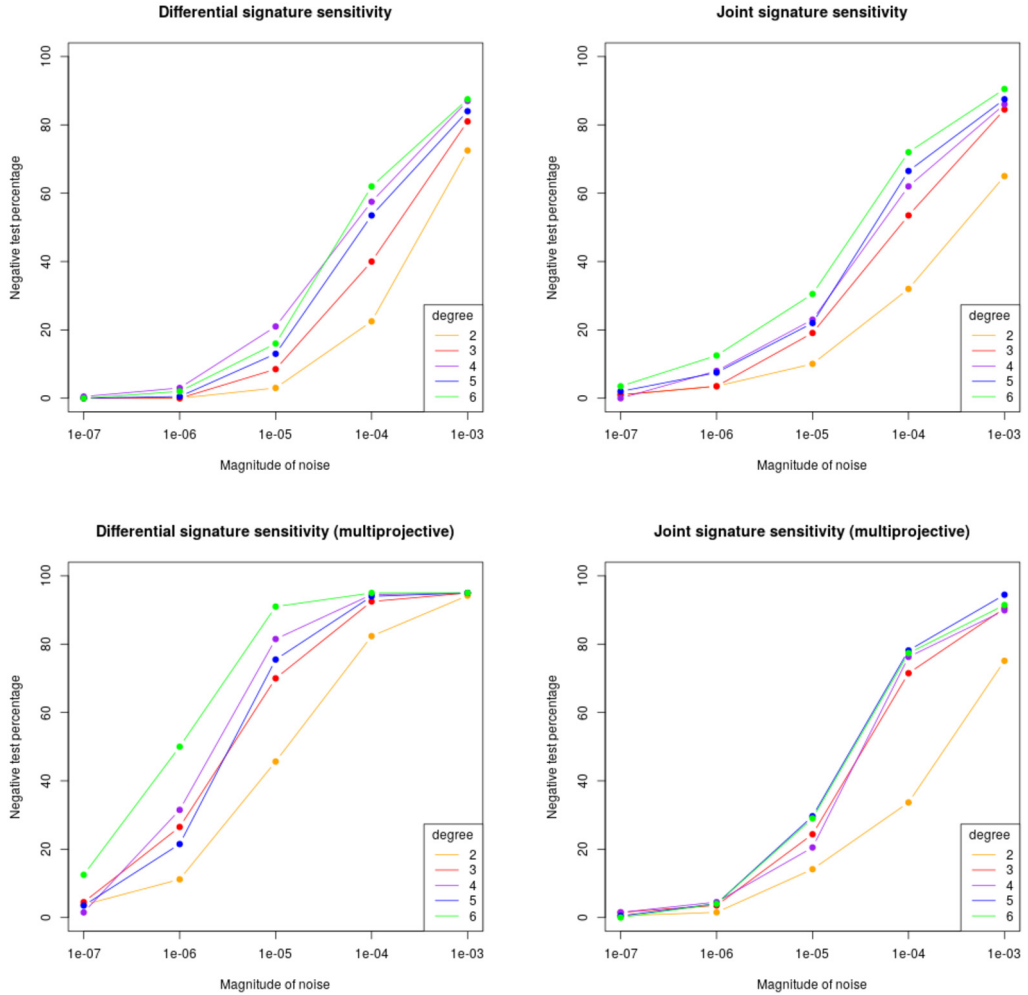 Differential signature sensitivity
Negative test percentage
100
80
60
40
20
0
degree
2
3
4
5
6
1e-07 1e-06 1e-05 1e-04 1e-03
Magnitude of noise
Joint signature sensitivity
Negative test percentage
100
80
60
40
20
0
degree
2
3
4
5
6
1e-07 1e-06 1e-05 1e-04 1e-03
Magnitude of noise
Differential signature sensitivity (multiprojective)
Negative test percentage
100
80
60
40
20
0
degree
2
3
4
5
6
1e-07 1e-06 1e-05 1e-04 1e-03
Magnitude of noise
Joint signature sensitivity (multiprojective)
Negative test percentage
100
80
60
40
20
0
degree
2
3
4
5
6
1e-07 1e-06 1e-05 1e-04 1e-03
Magnitude of noise